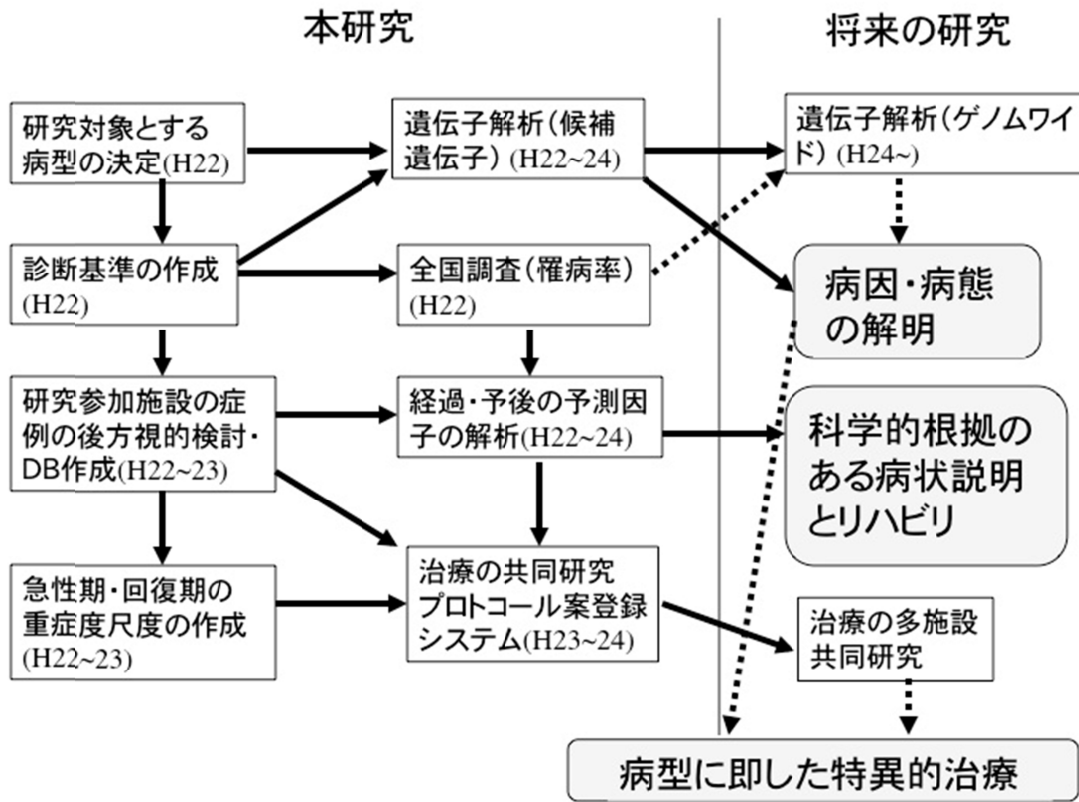 本研究
将来の研究
研究対象とする
病型の決定(H22)
遺伝子解析(候補
遺伝子) (H22~24)
遺伝子解析(ゲノムワイ
ド) (H24~)
診断基準の作成
(H22)
全国調査(罹病率)
(H22)
病因・病態
の解明
研究参加施設の症
例の後方視的検討・
DB作成(H22~23)
経過・予後の予測因
子の解析(H22~24)
科学的根拠の
ある病状説明
とリハビリ
急性期・回復期の
重症度尺度の作成
(H22~23)
治療の共同研究
プロトコール案登録
システム(H23~24)
治療の多施設
共同研究
病型に即した特異的治療